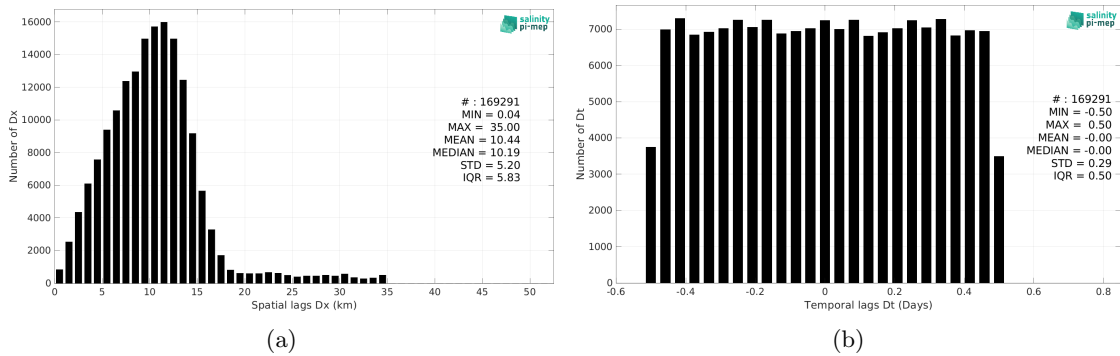 16000
14000
12000
10000
8000
6000
4000
2000
0
Number of Dx
0
5
10
15
20
25
30
35
40
45
50
Spatial lags Dx (km)
salinity
pi-mep
# : 169291
MIN = 0.04
MAX = 35.00
MEAN = 10.44
MEDIAN = 10.19
STD = 5.20
IQR = 5.83
(a)
7000
6000
5000
4000
3000
2000
1000
0
Number of Dt
-0.6
-0.4
-0.2
0
0.2
0.4
0.6
0.8
Temporal lags Dt (Days)
salinity
pi-mep
# : 169291
MIN = -0.50
MAX = 0.50
MEAN = -0.00
MEDIAN = -0.00
STD = 0.29
IQR = 0.50
(b)